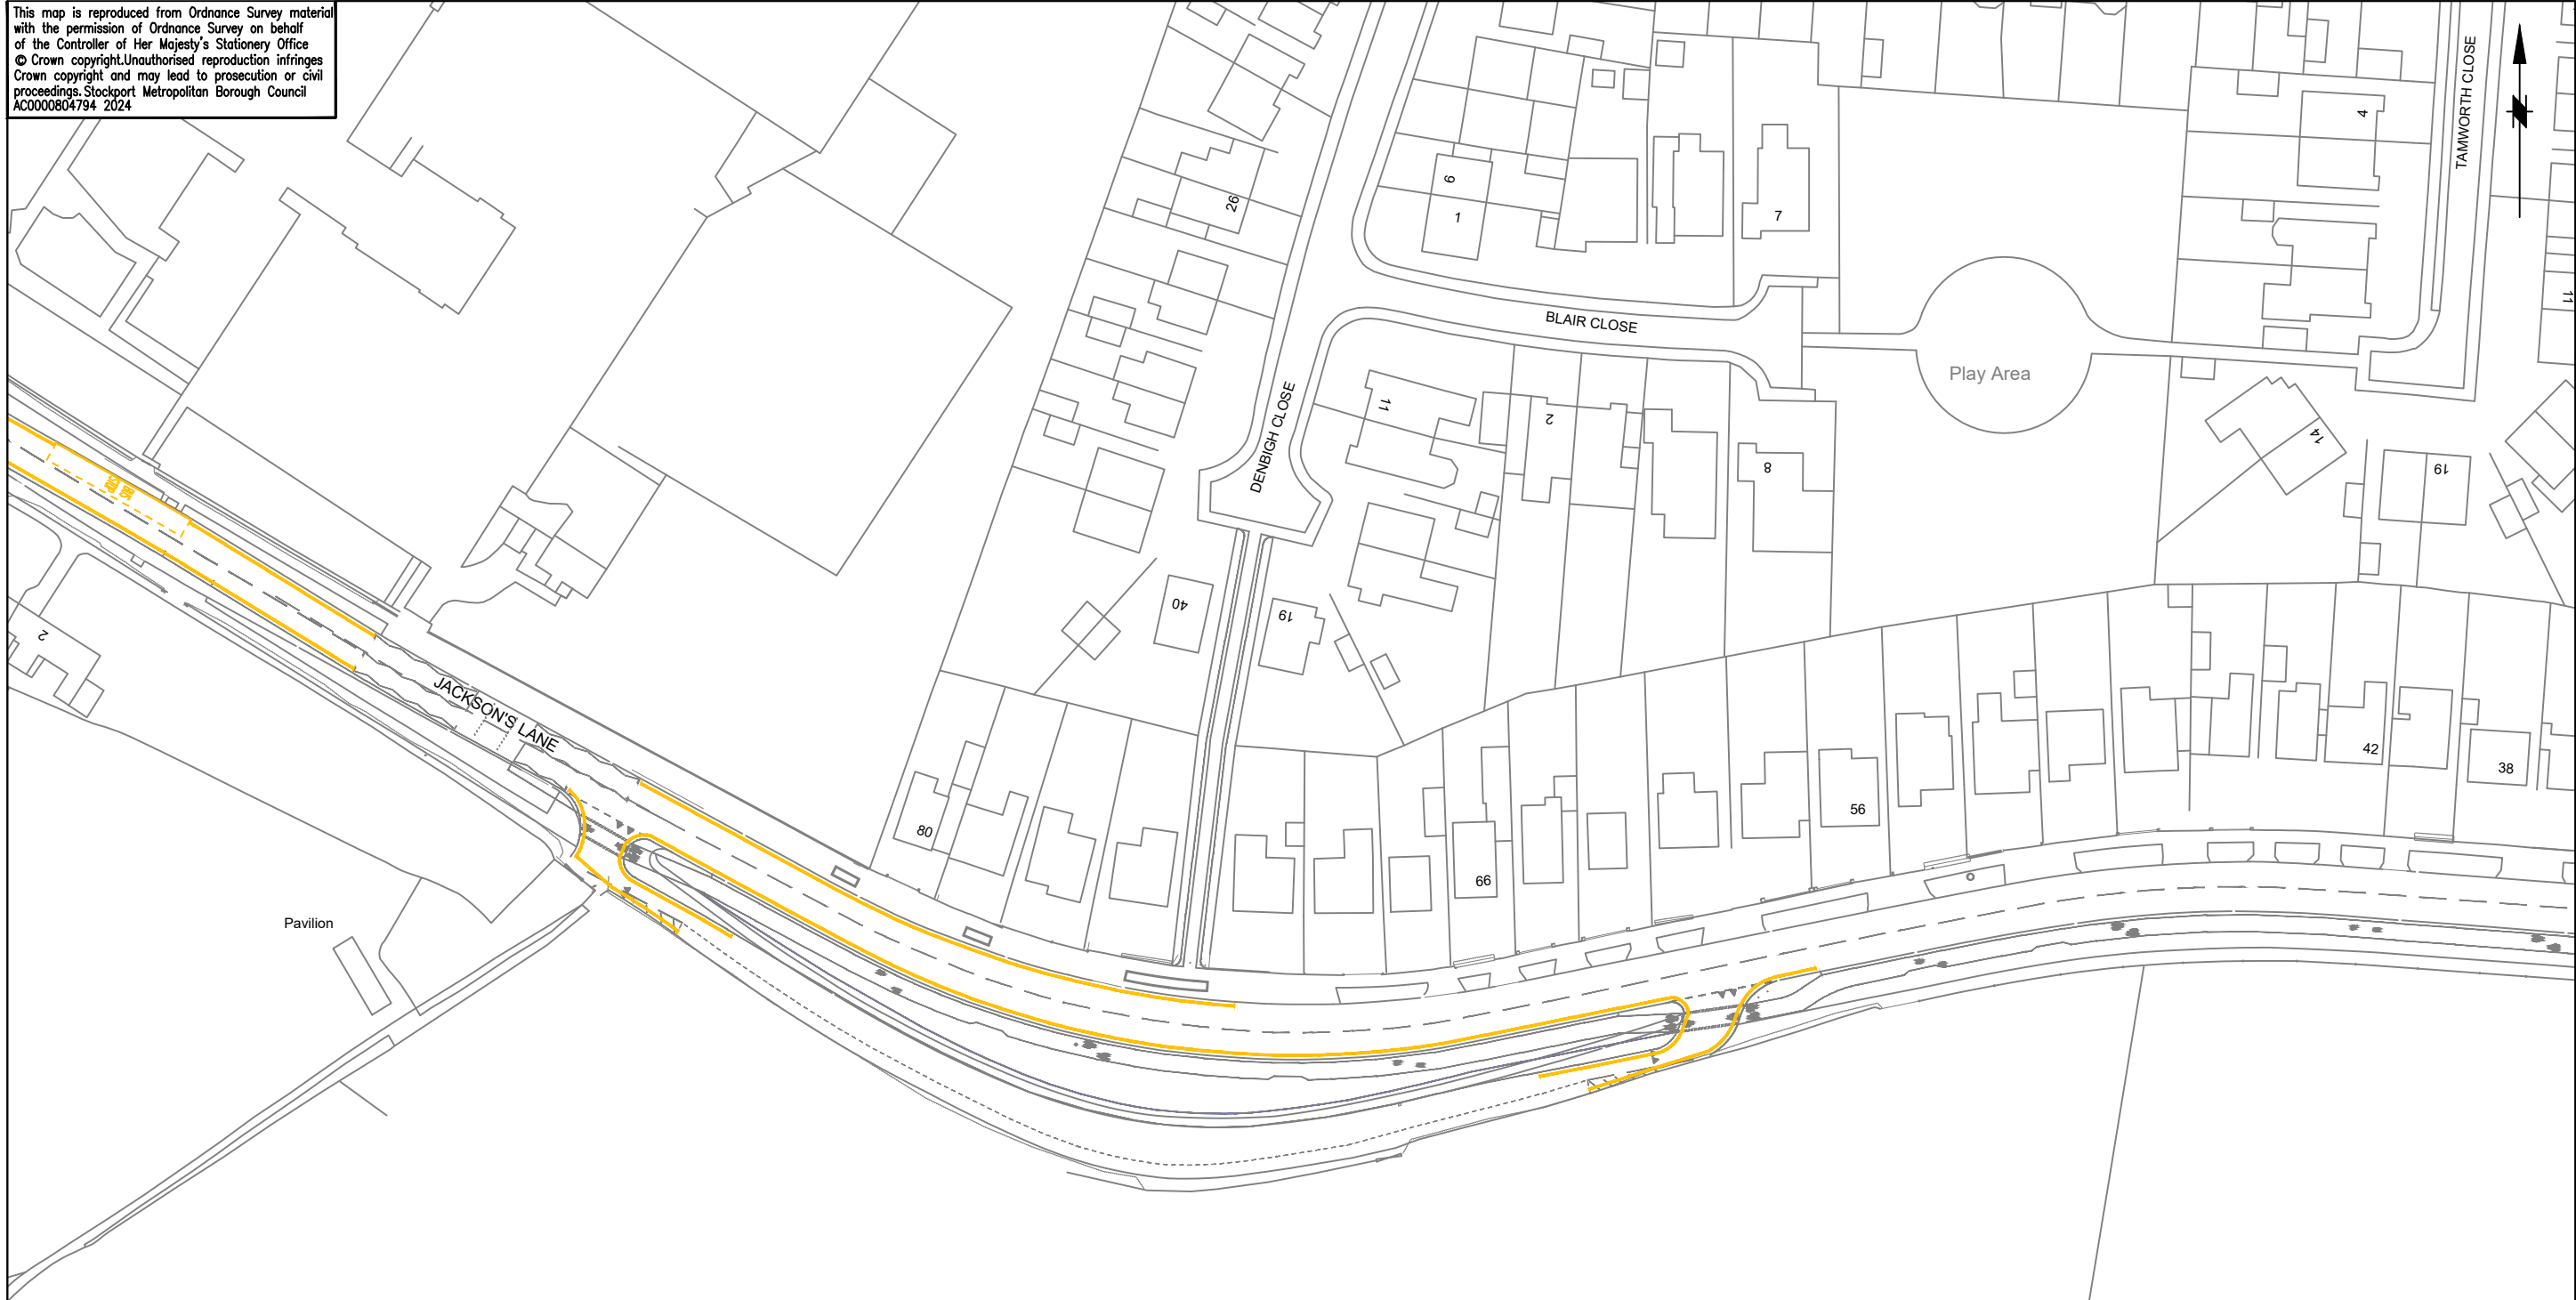 This map is reproduced from Ordnance Survey material
with the permission of Ordnance Survey on behalf
of the Controller of Her Majesty's Stationery Office
© Crown copyright.Unauthorised reproduction infringes
Crown copyright and may lead to prosecution or civil
proceedings. Stockport Metropolitan Borough Council
AC0000804794 2024
TAMWORTH CLOSE
4
26
9
1
7
11
BLAIR CLOSE
Play Area
DENBIGH CLOSE
11
2
8
14
19
BUS
STOP
40
19
2
JACKSON'S LANE
42
38
56
80
66
Pavilion